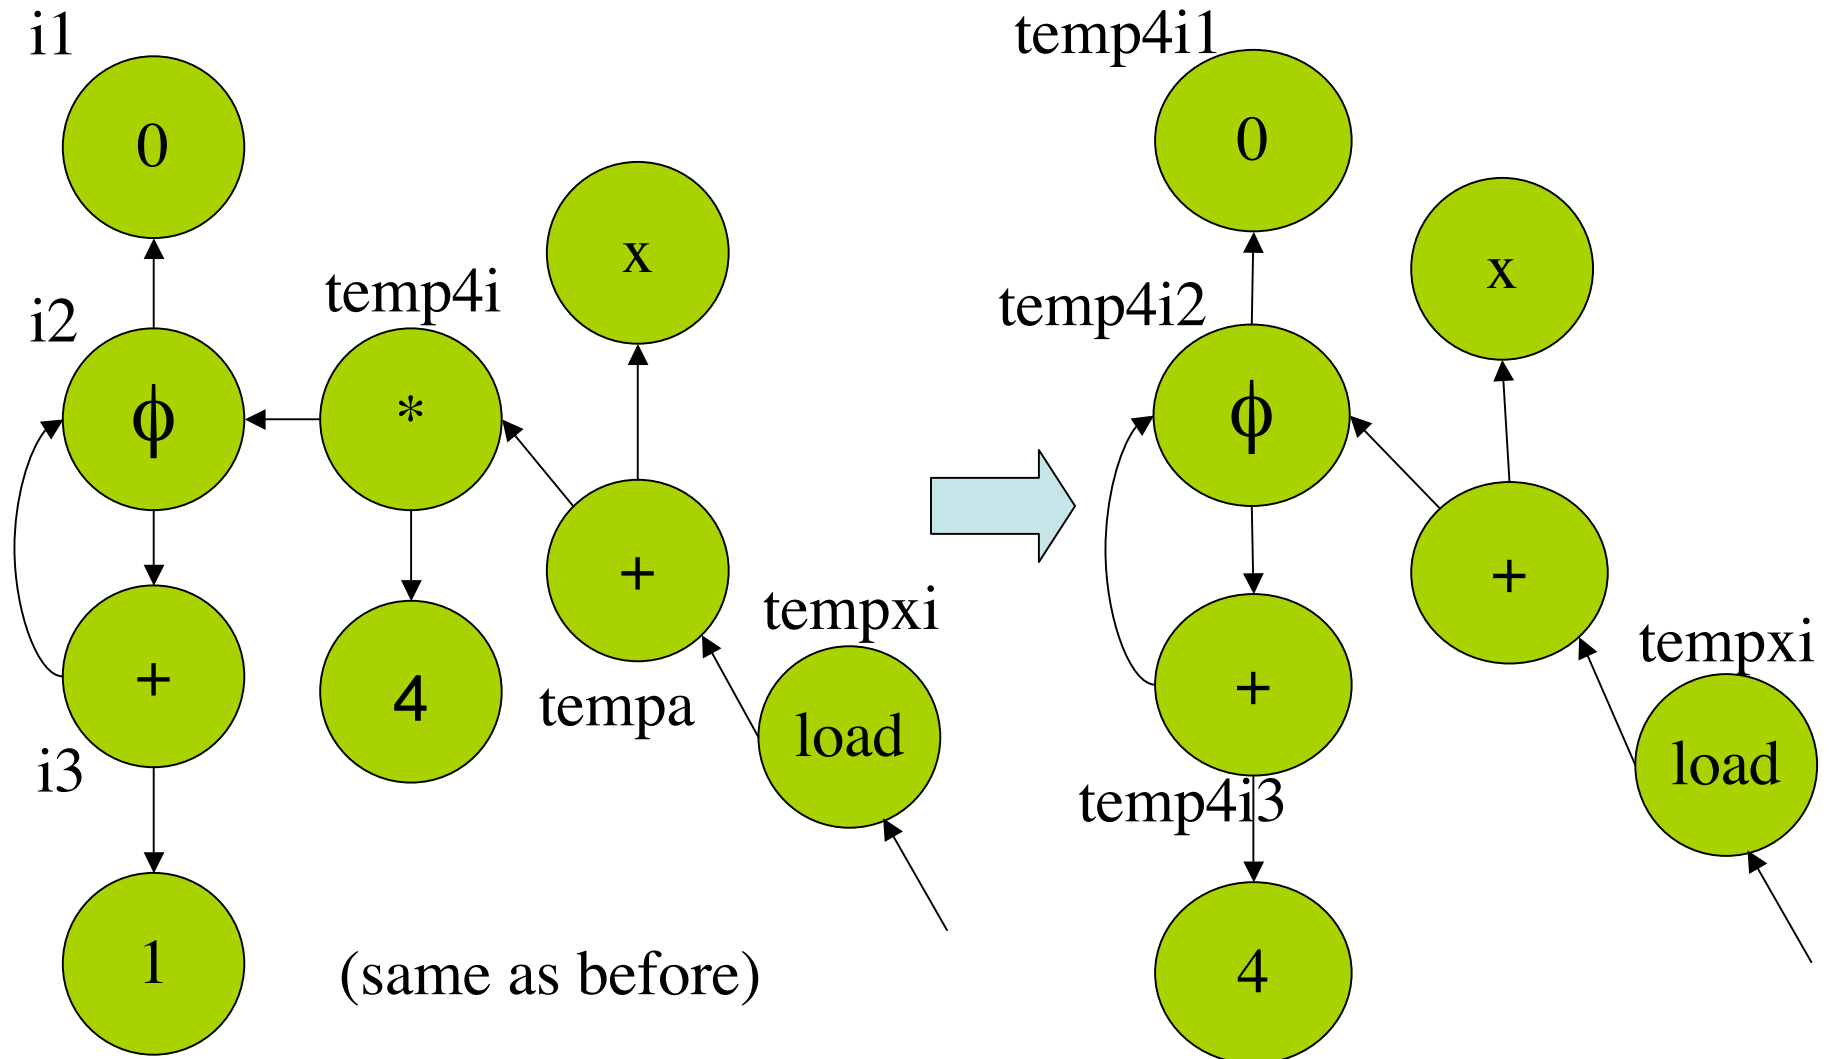 i1
0
i2
ϕ
temp4i
*
x
+
i3
1
4
+
tempa
tempxi
load
(same as before)
temp4i1
0
temp4i2
ϕ
x
+
temp4i3
4
+
tempxi
load